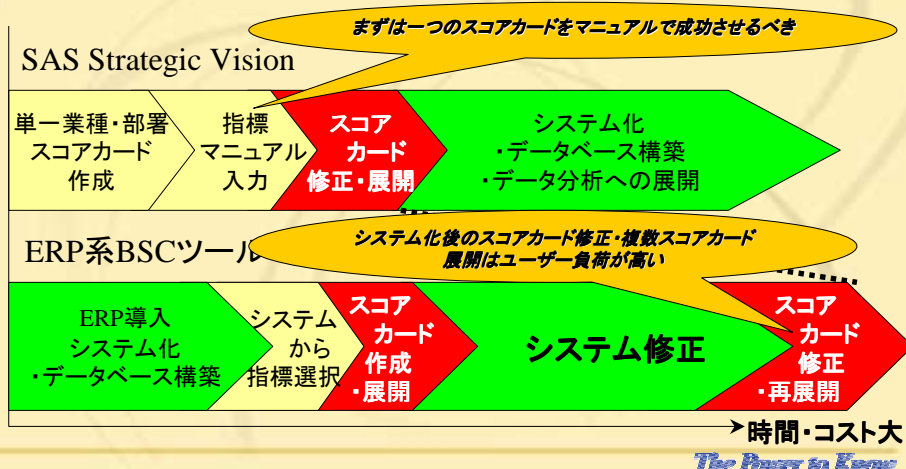 まずは一つのスコアカードをマニュアルで成功させるべき
SAS Strategic Vision
単一業種・部署
スコアカード
作成
指標
マニュアル
入力
スコア
カード
修正・展開
システム化
・データベース構築
・データ分析への展開
システム化後のスコアカード修正・複数スコアカード
展開はユーザー負荷が高い
ERP系BSCツール
ERP導入
システム化
・データベース構築
システム
から
指標選択
スコア
カード
作成
・展開
システム修正
スコア
カード
修正
・再展開
時間・コスト大
The Power to Know